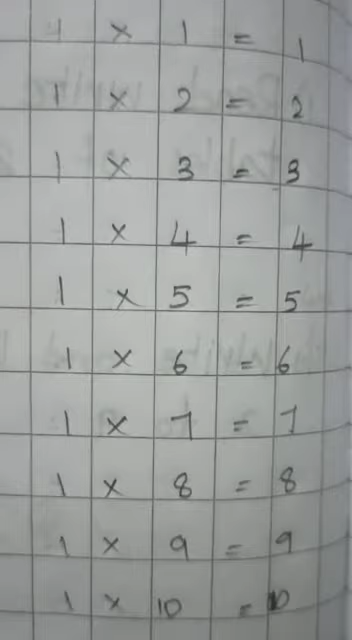 1 × 1 = 1
1 × 2 = 2
1 × 3 = 3
1 × 4 = 4
1 × 5 = 5
1 × 6 = 6
1 × 7 = 7
1 × 8 = 8
1 × 9 = 9
1 × 10 = 10